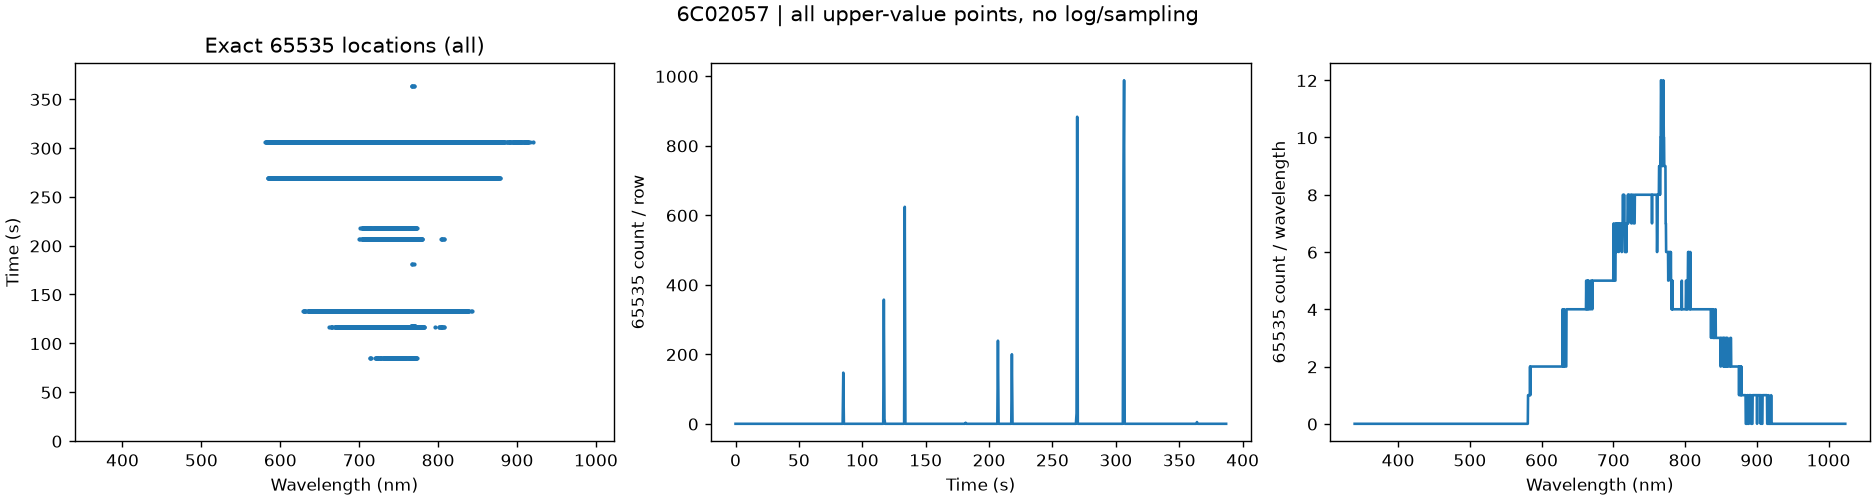 6C02057 | all upper-value points, no log/sampling
Exact 65535 locations (all)
Time (s)
350
300
250
200
150
100
50
0
400 500 600 700 800 900 1000
Wavelength (nm)
65535 count / row
1000
800
600
400
200
0
0 50 100 150 200 250 300 350 400
Time (s)
65535 count / wavelength
12
10
8
6
4
2
0
400 500 600 700 800 900 1000
Wavelength (nm)